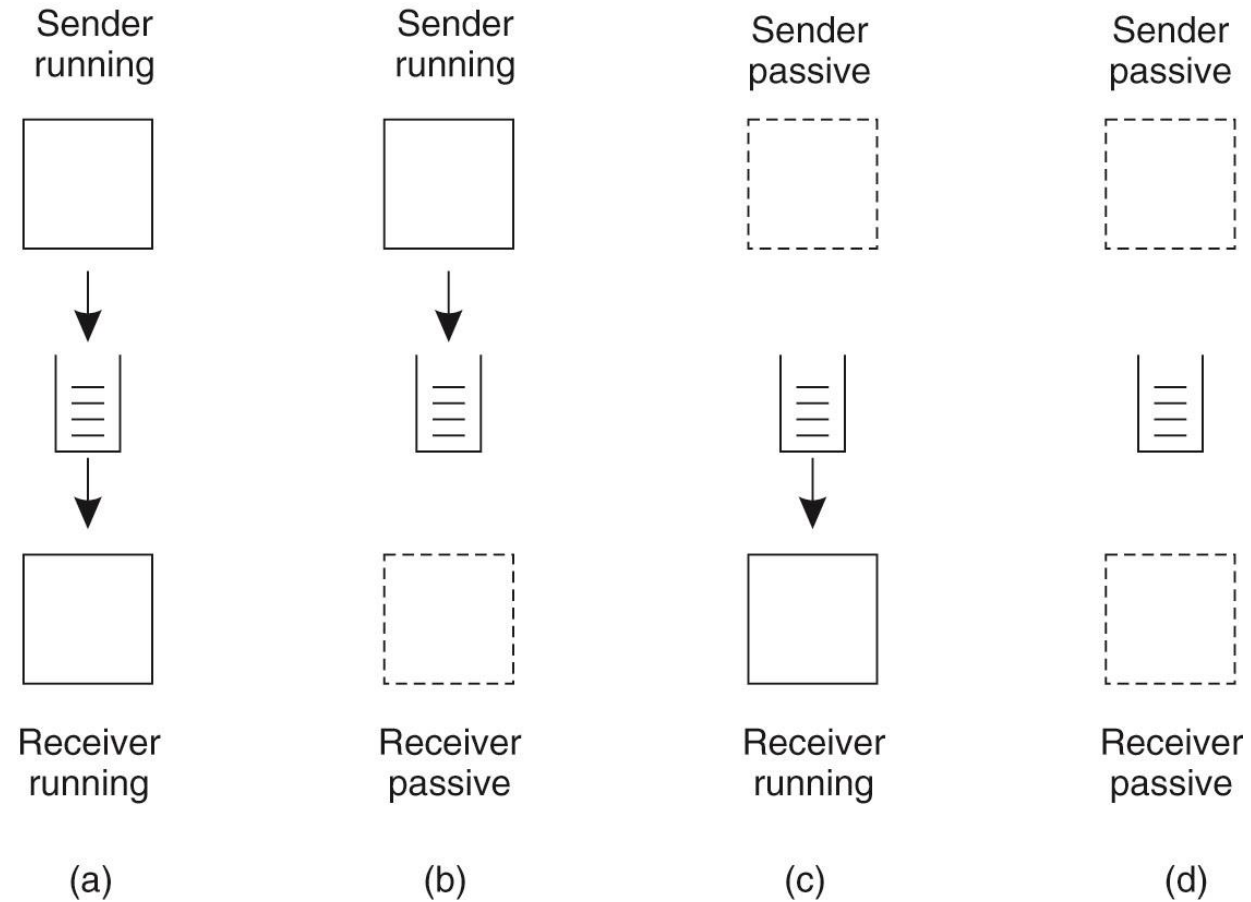 Sender
running
Sender
running
Sender
passive
Sender
passive
Receiver
running
Receiver
passive
Receiver
running
Receiver
passive
(a)
(b)
(c)
(d)